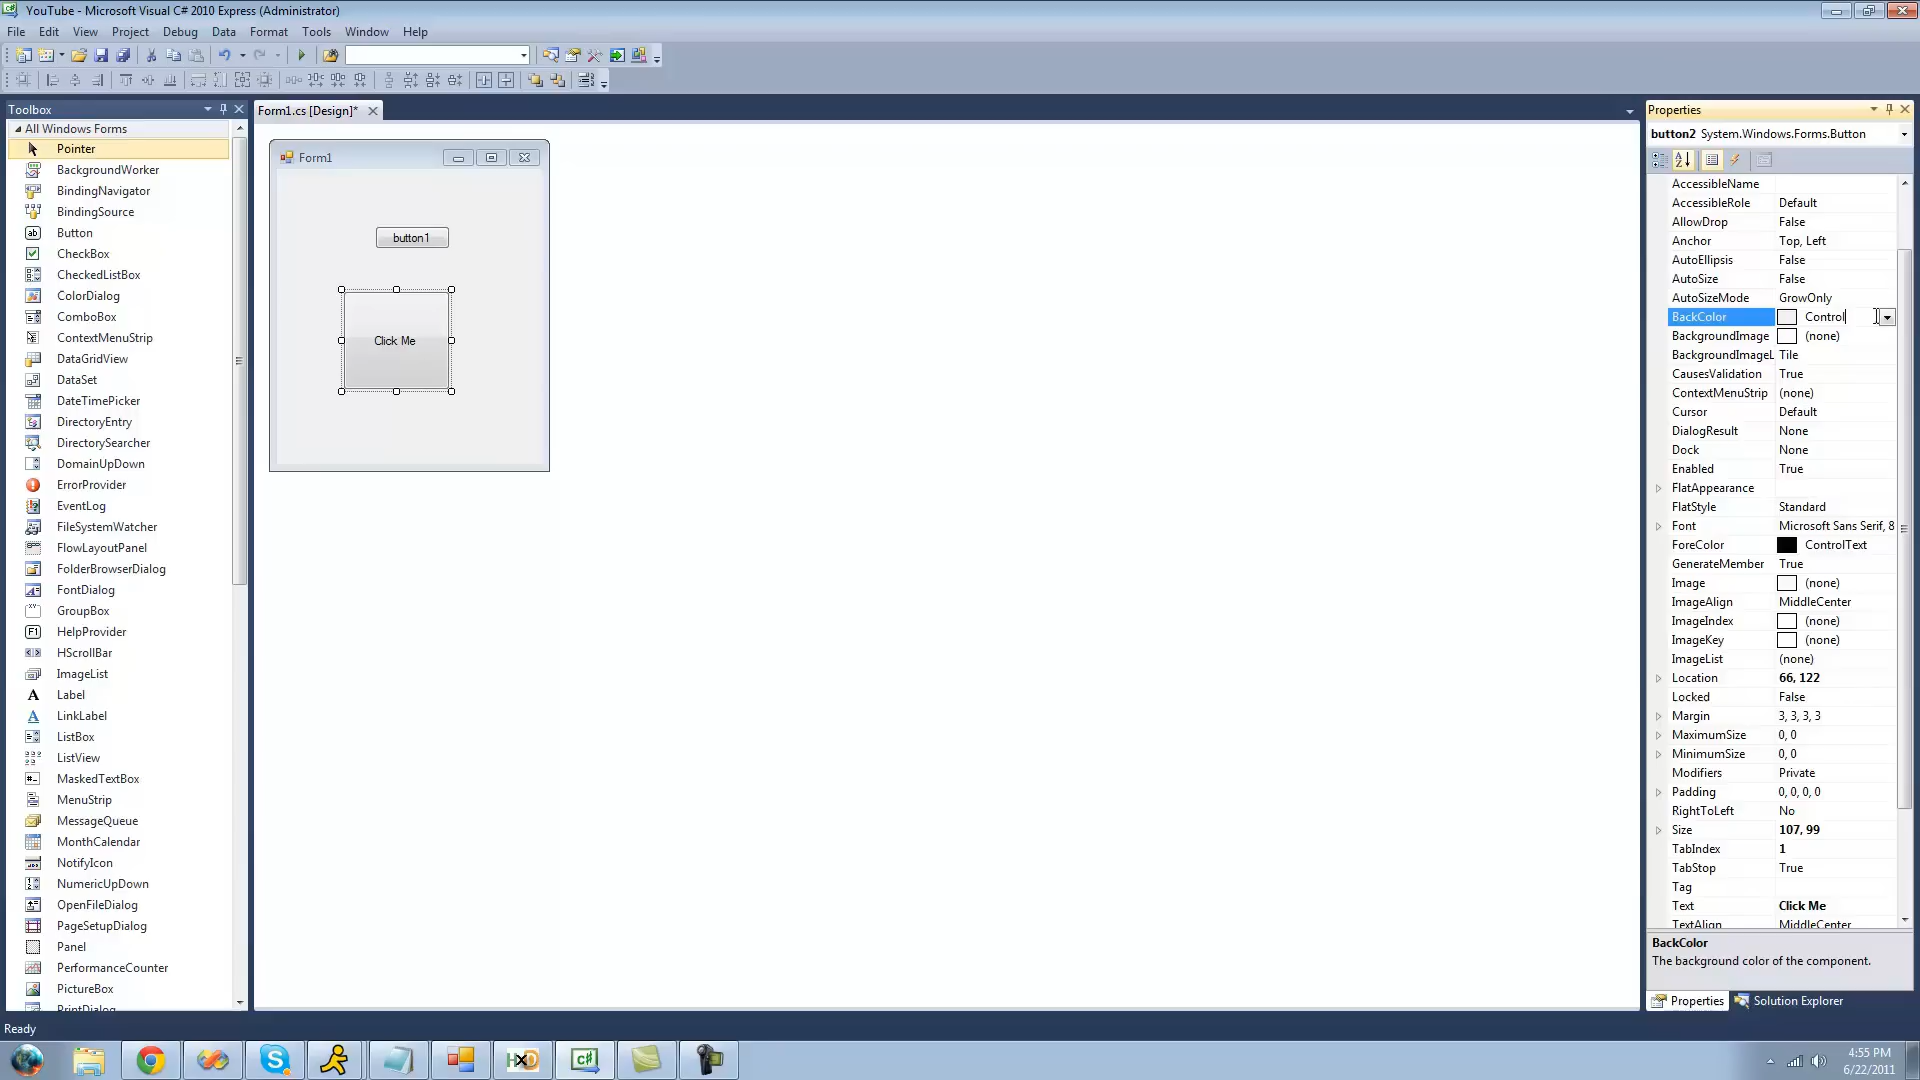 YouTube - Microsoft Visual C# 2010 Express (Administrator)
File Edit View Project Debug Data Format Tools Window Help
Toolbox
All Windows Forms
Pointer
BackgroundWorker
BindingNavigator
BindingSource
Button
CheckBox
CheckedListBox
ColorDialog
ComboBox
ContextMenuStrip
DataGridView
DataSet
DateTimePicker
DirectoryEntry
DirectorySearcher
DomainUpDown
ErrorProvider
EventLog
FileSystemWatcher
FlowLayoutPanel
FolderBrowserDialog
FontDialog
GroupBox
HelpProvider
HScrollBar
ImageList
Label
LinkLabel
ListBox
ListView
MaskedTextBox
MenuStrip
MessageQueue
MonthCalendar
NotifyIcon
NumericUpDown
OpenFileDialog
PageSetupDialog
Panel
PerformanceCounter
PictureBox
PrintDialog
Form1.cs [Design]*
Form1
button1
Click Me
Properties
button2 System.Windows.Forms.Button
AccessibleName
AccessibleRole Default
AllowDrop False
Anchor Top, Left
AutoEllipsis False
AutoSize False
AutoSizeMode GrowOnly
BackColor Control
BackgroundImage (none)
BackgroundImageL Tile
CausesValidation True
ContextMenuStrip (none)
Cursor Default
DialogResult None
Dock None
Enabled True
FlatAppearance
FlatStyle Standard
Font Microsoft Sans Serif, 8
ForeColor ControlText
GenerateMember True
Image (none)
ImageAlign MiddleCenter
ImageIndex (none)
ImageKey (none)
ImageList (none)
Location 66, 122
Locked False
Margin 3, 3, 3, 3
MaximumSize 0, 0
MinimumSize 0, 0
Modifiers Private
Padding 0, 0, 0, 0
RightToLeft No
Size 107, 99
TabIndex 1
TabStop True
Tag
Text Click Me
TextAlign MiddleCenter
BackColor
The background color of the component.
Properties Solution Explorer
Ready
4:55 PM
6/22/2011